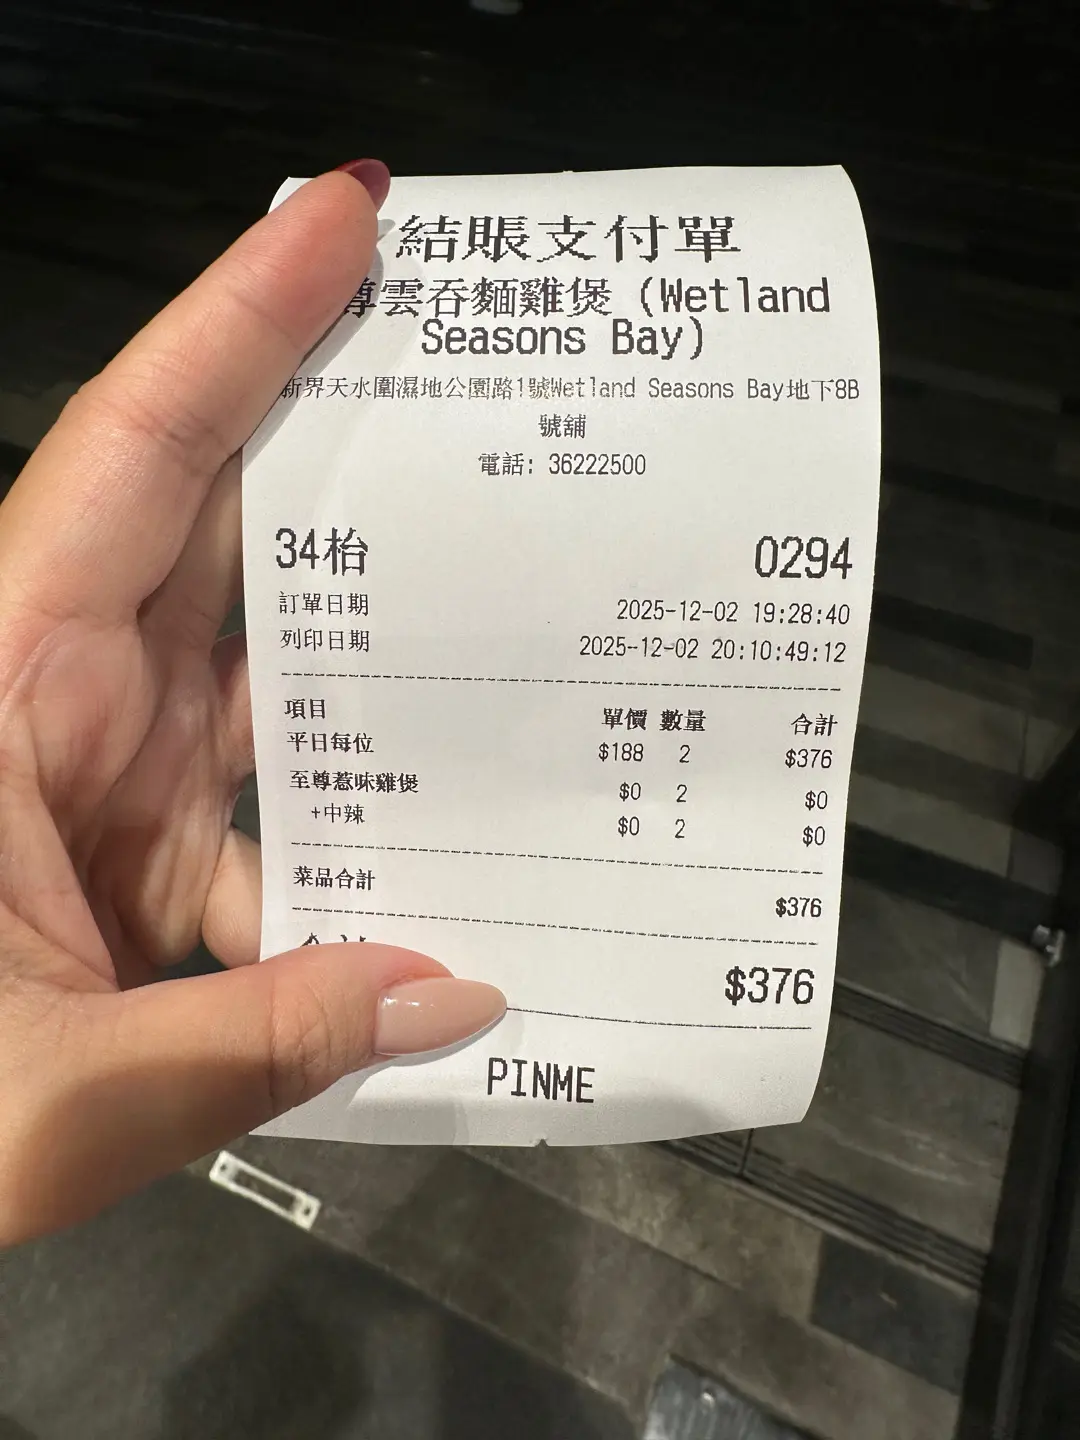 結賬支付單
尊雲吞麵雞煲 (Wetland
Seasons Bay)
新界天水圍濕地公園路1號Wetland Seasons Bay地下8B
號舖
電話: 36222500
34枱 0294
訂單日期 2025-12-02 19:28:40
列印日期 2025-12-02 20:10:49:12
項目 單價 數量 合計
平日每位 $188 2 $376
至尊惹味雞煲 $0 2 $0
+中辣 $0 2 $0
菜品合計 $376
$376
PINME